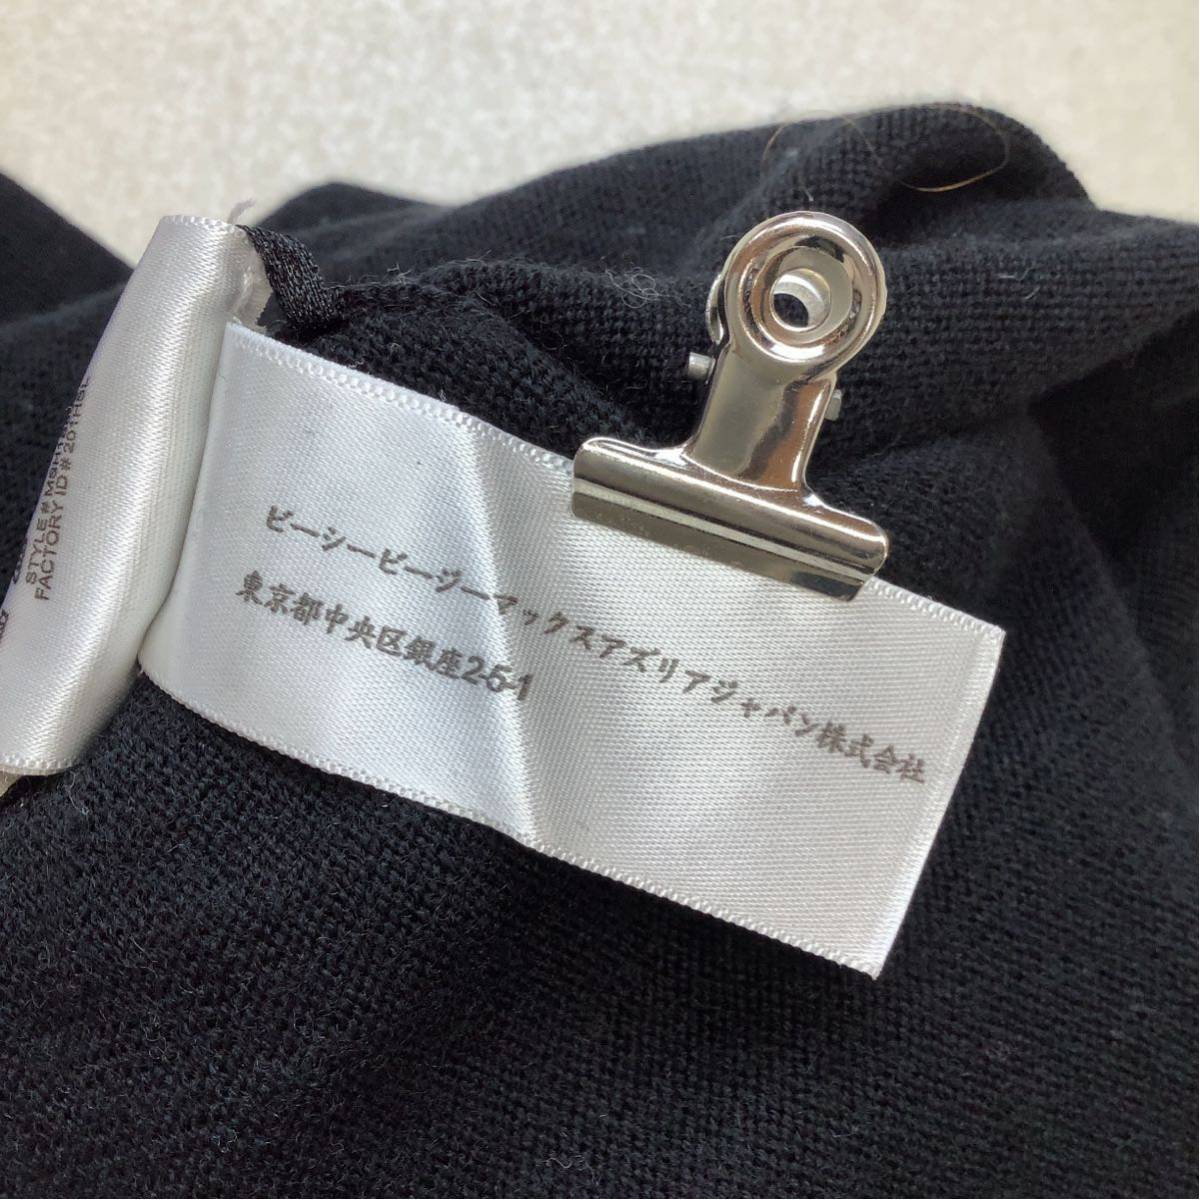 ビーシービージーマックスアズリアジャパン株式会社
東京都中央区銀座2-5-1
STYLE #
FACTORY ID # 201HSL